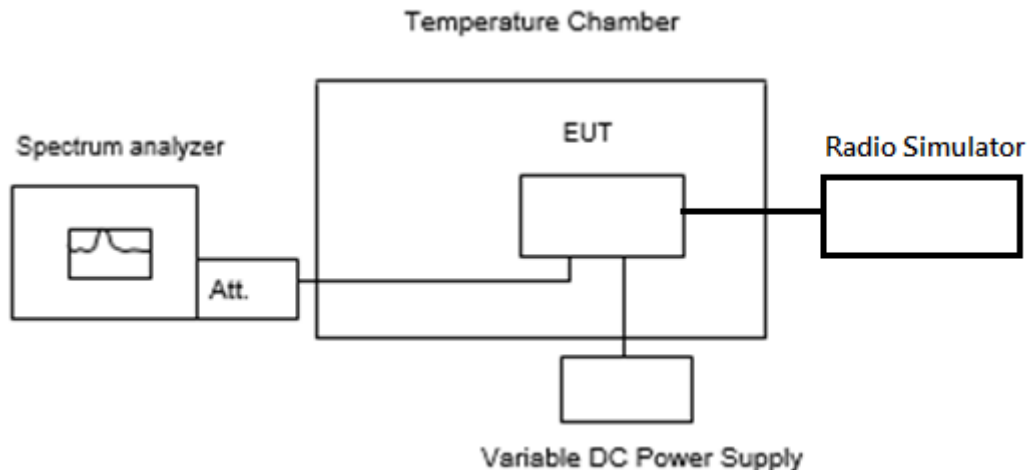 Temperature Chamber
EUT
Spectrum analyzer
Radio Simulator
Att.
Variable DC Power Supply